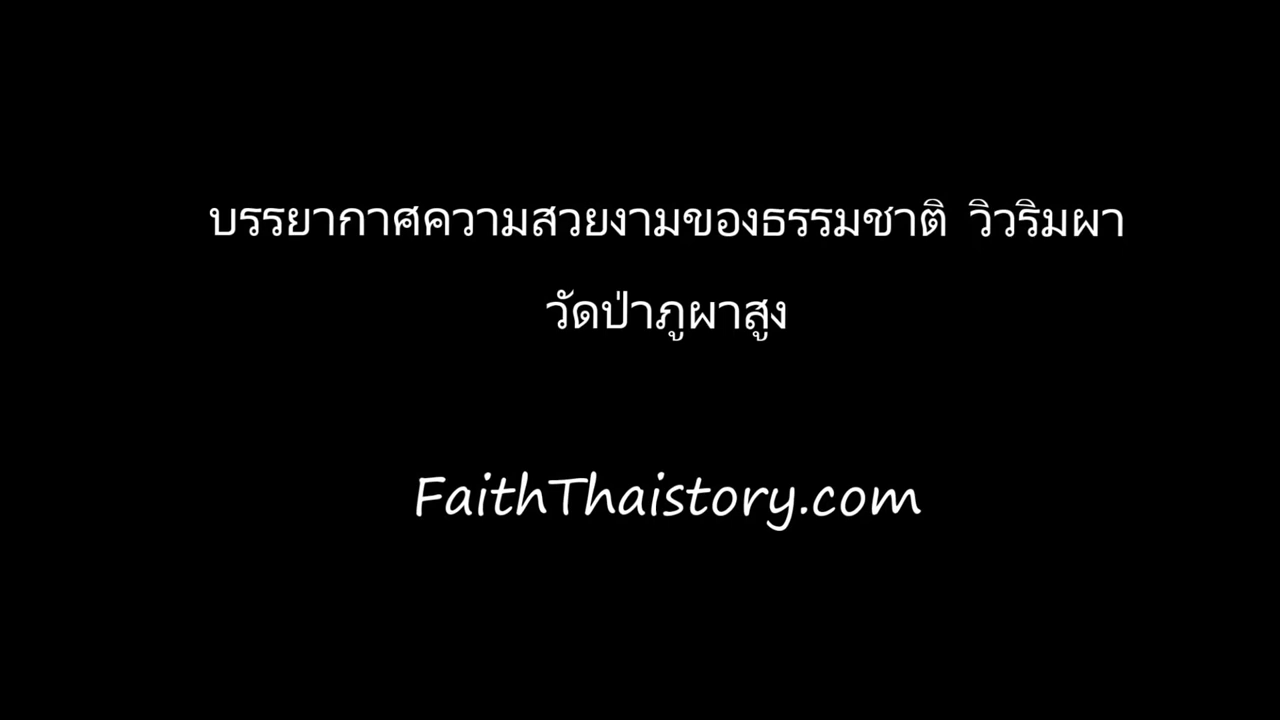 บรรยากาศความสวยงามของธรรมชาติ วิวริมผา
วัดป่าภูผาสูง
FaithThaistory.com